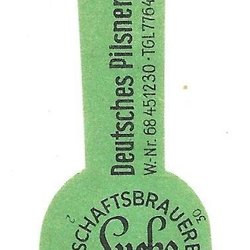 Deutsches Pilsner
W.-Nr. 68 451230 · TGL 7764
SCHAFTSBRAUERE